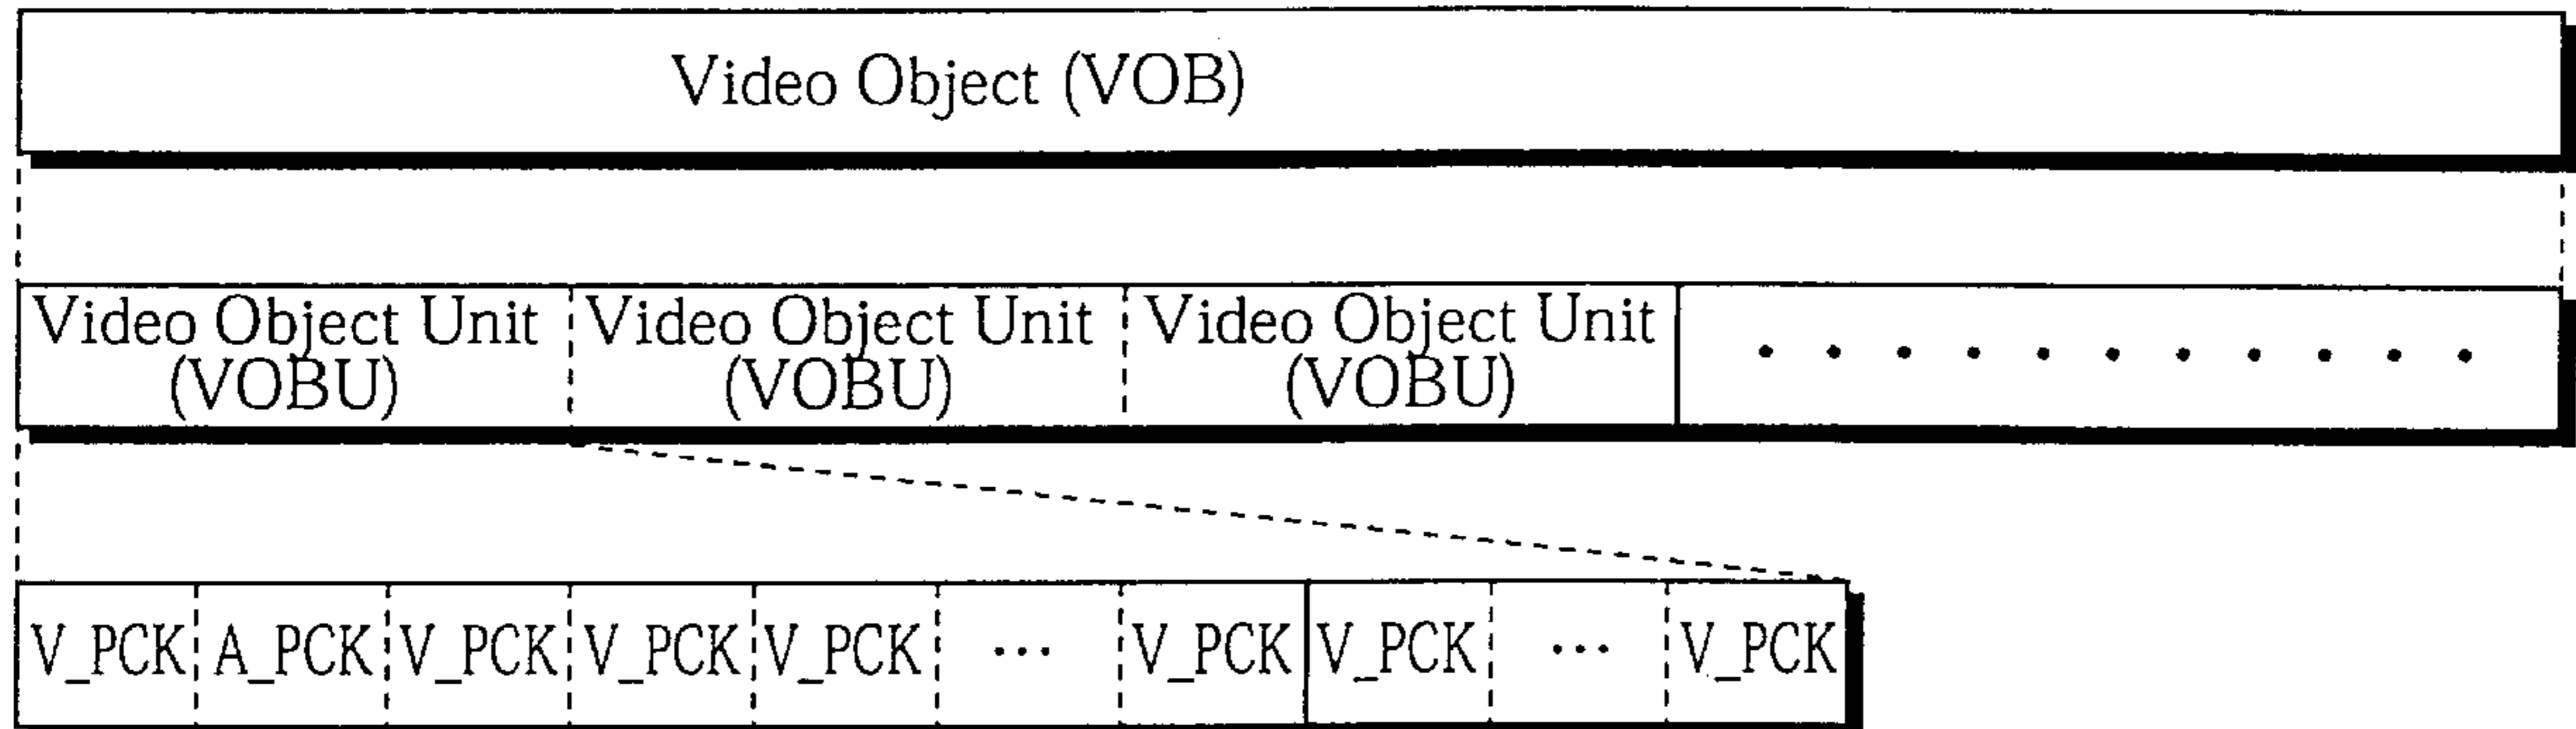 Video Object (VOB)
Video Object Unit (VOBU) Video Object Unit (VOBU) Video Object Unit (VOBU) . . . . . . . . . . .
V_PCK A_PCK V_PCK V_PCK V_PCK ... V_PCK V_PCK ... V_PCK